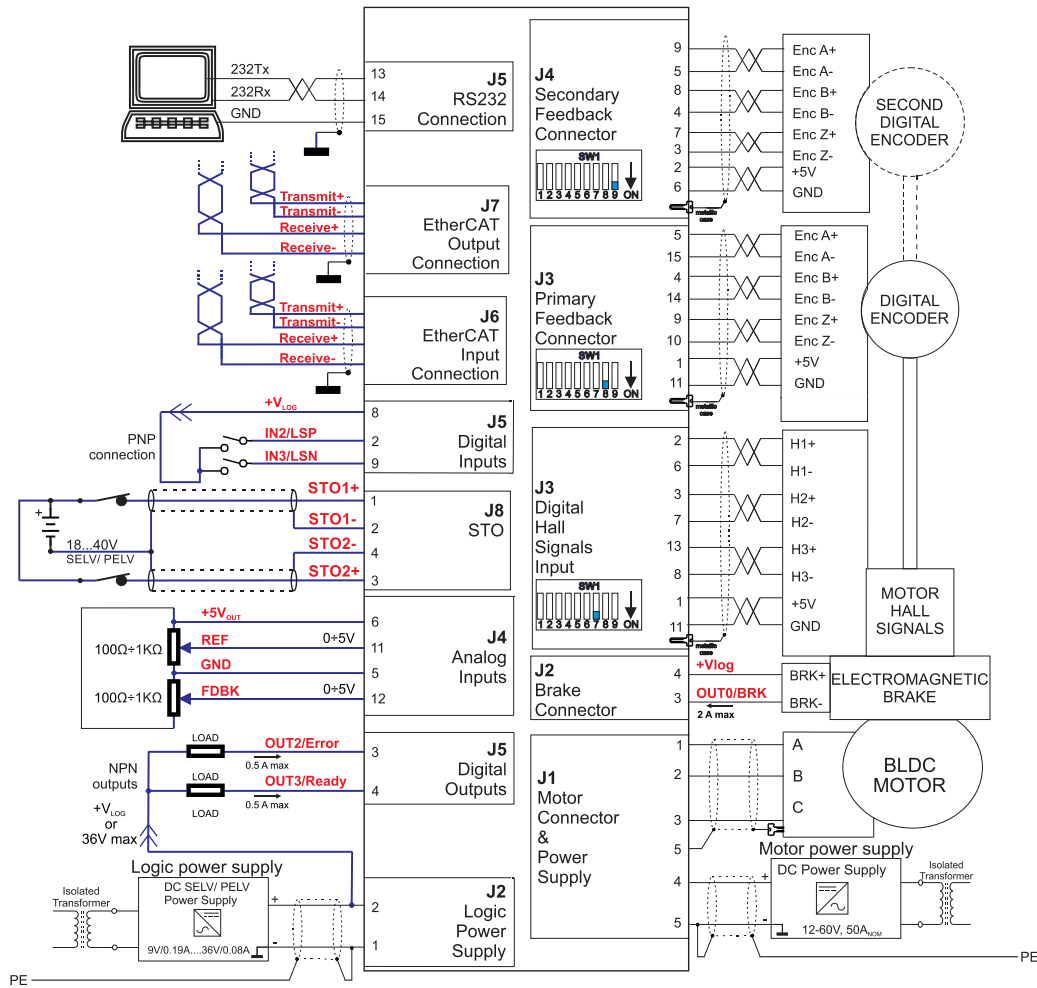 232Tx
232Rx
GND
13
14
15
J5
RS232
Connection
Transmit+
Transmit-
Receive+
Receive-
J7
EtherCAT
Output
Connection
Transmit+
Transmit-
Receive+
Receive-
J6
EtherCAT
Input
Connection
PNP
connection
+VLOG
IN2/LSP
IN3/LSN
8
2
9
J5
Digital
Inputs
+
18...40V
SELV/ PELV
STO1+
STO1-
STO2-
STO2+
1
2
4
3
J8
STO
100Ω÷1KΩ
100Ω÷1KΩ
+5VOUT
REF
0÷5V
GND
FDBK
0÷5V
6
11
5
12
J4
Analog
Inputs
NPN
outputs
+VLOG
or
36V max
LOAD
OUT2/Error
0.5 A max
LOAD
OUT3/Ready
0.5 A max
LOAD
3
4
J5
Digital
Outputs
Logic power supply
Isolated
Transformer
DC SELV/ PELV
Power Supply
9V/0.19A....36V/0.08A
+
-
2
1
J2
Logic
Power
Supply
PE
J4
Secondary
Feedback
Connector
SW1
1 2 3 4 5 6 7 8 9 ON
9
5
8
4
7
3
2
6
metallic
case
Enc A+
Enc A-
Enc B+
Enc B-
Enc Z+
Enc Z-
+5V
GND
SECOND
DIGITAL
ENCODER
J3
Primary
Feedback
Connector
SW1
1 2 3 4 5 6 7 8 9 ON
5
15
4
14
9
10
1
11
metallic
case
Enc A+
Enc A-
Enc B+
Enc B-
Enc Z+
Enc Z-
+5V
GND
DIGITAL
ENCODER
J3
Digital
Hall
Signals
Input
SW1
1 2 3 4 5 6 7 8 9 ON
2
6
3
7
13
8
1
11
metallic
case
H1+
H1-
H2+
H2-
H3+
H3-
+5V
GND
MOTOR
HALL
SIGNALS
J2
Brake
Connector
4
3
+Vlog
OUT0/BRK
2 A max
BRK+
BRK-
ELECTROMAGNETIC
BRAKE
J1
Motor
Connector
&
Power
Supply
1
2
3
5
4
5
A
B
C
BLDC
MOTOR
Motor power supply
DC Power Supply
12-60V, 50ANOM
+
-
Isolated
Transformer
PE